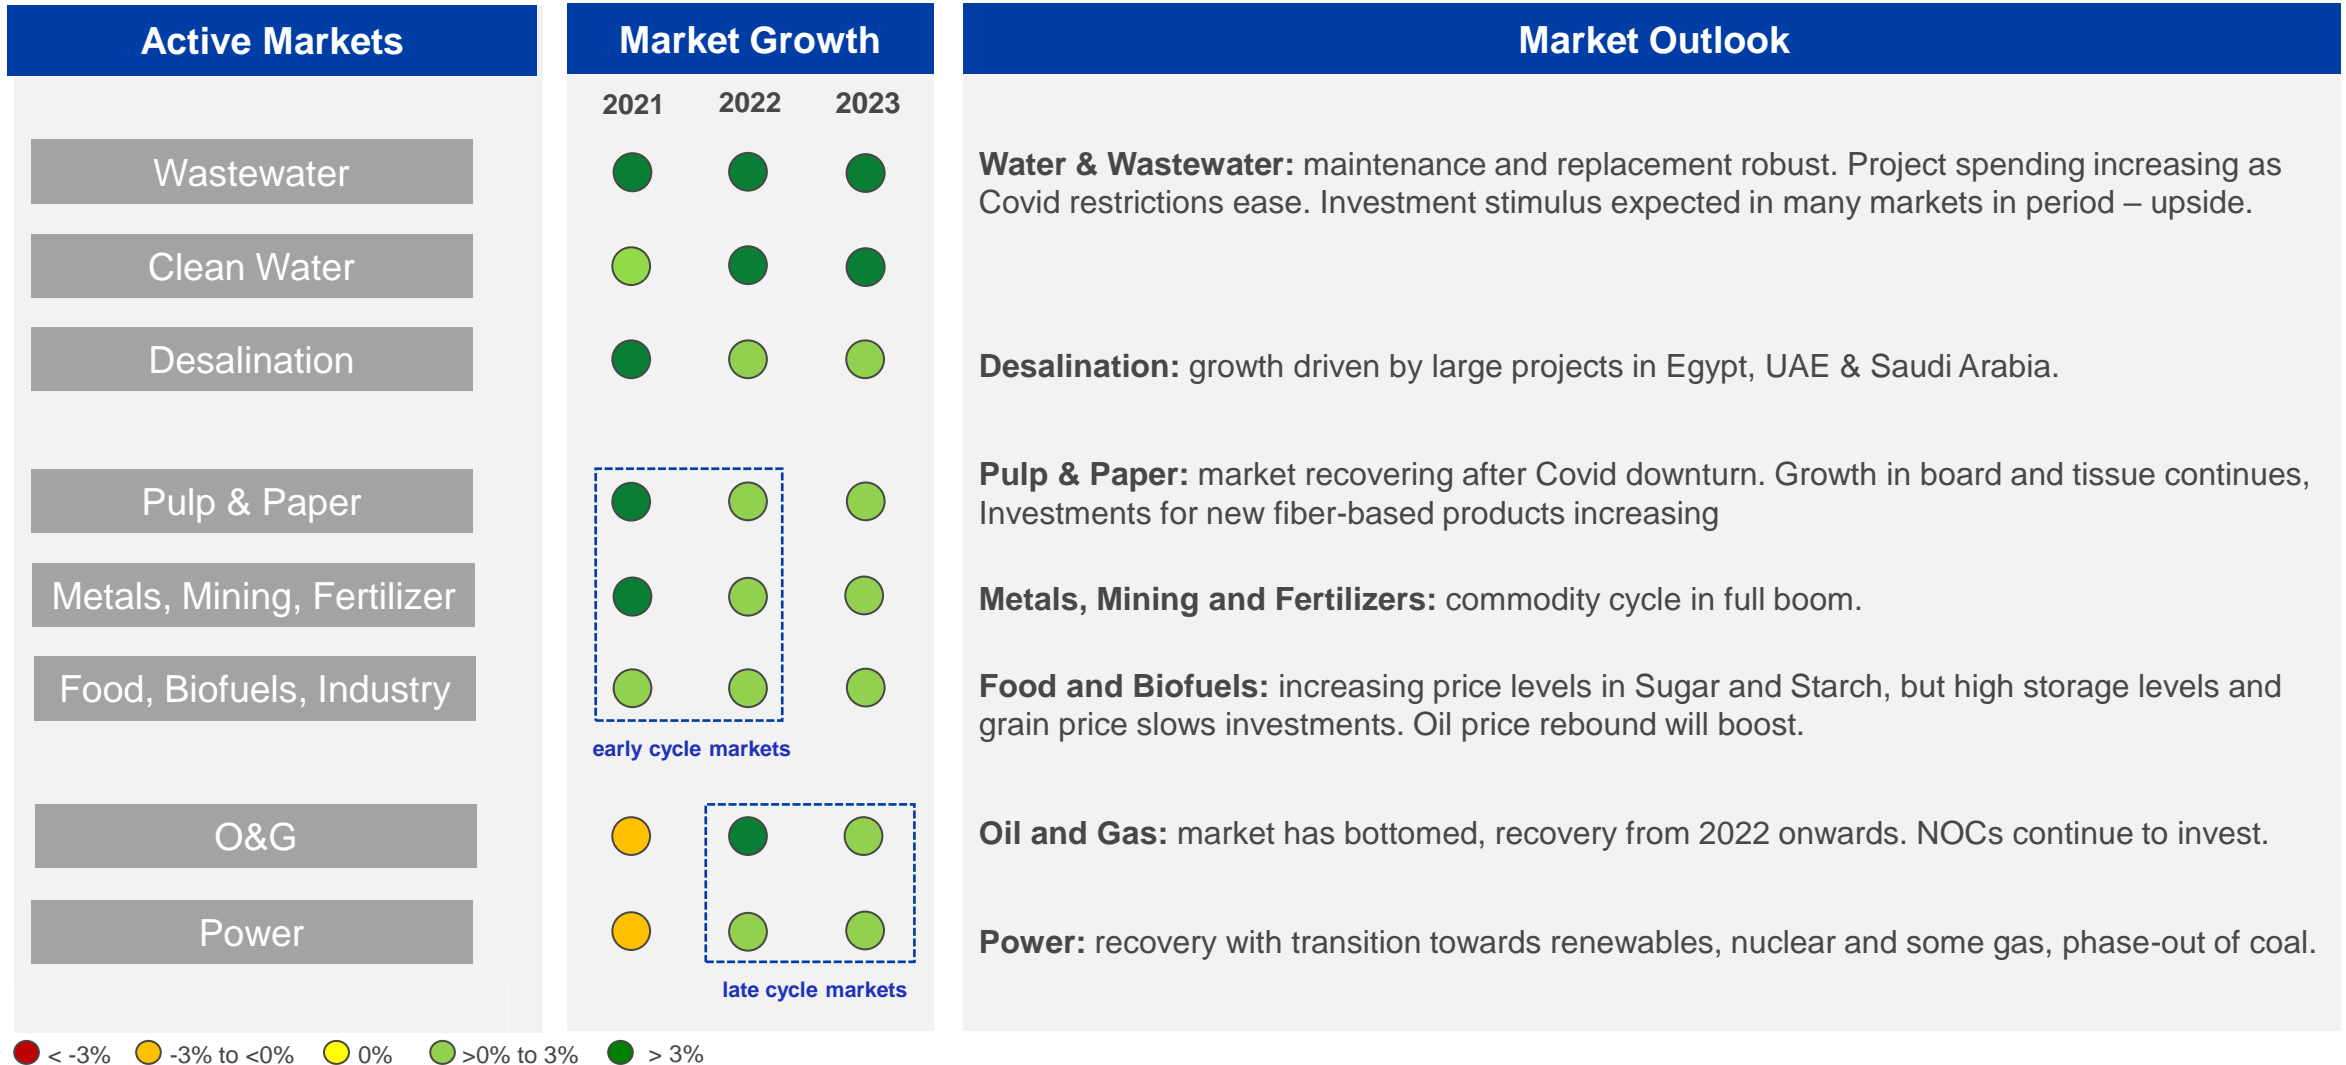 Active Markets
Market Growth
Market Outlook
2021 2022 2023
Wastewater
Water & Wastewater: maintenance and replacement robust. Project spending increasing as
Covid restrictions ease. Investment stimulus expected in many markets in period – upside.
Clean Water
Desalination
Desalination: growth driven by large projects in Egypt, UAE & Saudi Arabia.
Pulp & Paper
Pulp & Paper: market recovering after Covid downturn. Growth in board and tissue continues,
Investments for new fiber-based products increasing
Metals, Mining, Fertilizer
Metals, Mining and Fertilizers: commodity cycle in full boom.
Food, Biofuels, Industry
Food and Biofuels: increasing price levels in Sugar and Starch, but high storage levels and
grain price slows investments. Oil price rebound will boost.
early cycle markets
O&G
Oil and Gas: market has bottomed, recovery from 2022 onwards. NOCs continue to invest.
Power
Power: recovery with transition towards renewables, nuclear and some gas, phase-out of coal.
late cycle markets
< -3% -3% to <0% 0% >0% to 3% > 3%